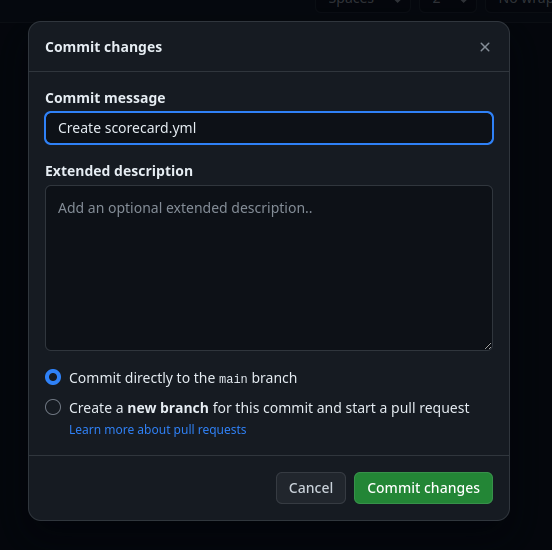 Spaces 2 No wrap
Commit changes
Commit message
Create scorecard.yml
Extended description
Add an optional extended description..
Commit directly to the main branch
Create a new branch for this commit and start a pull request
Learn more about pull requests
Cancel Commit changes